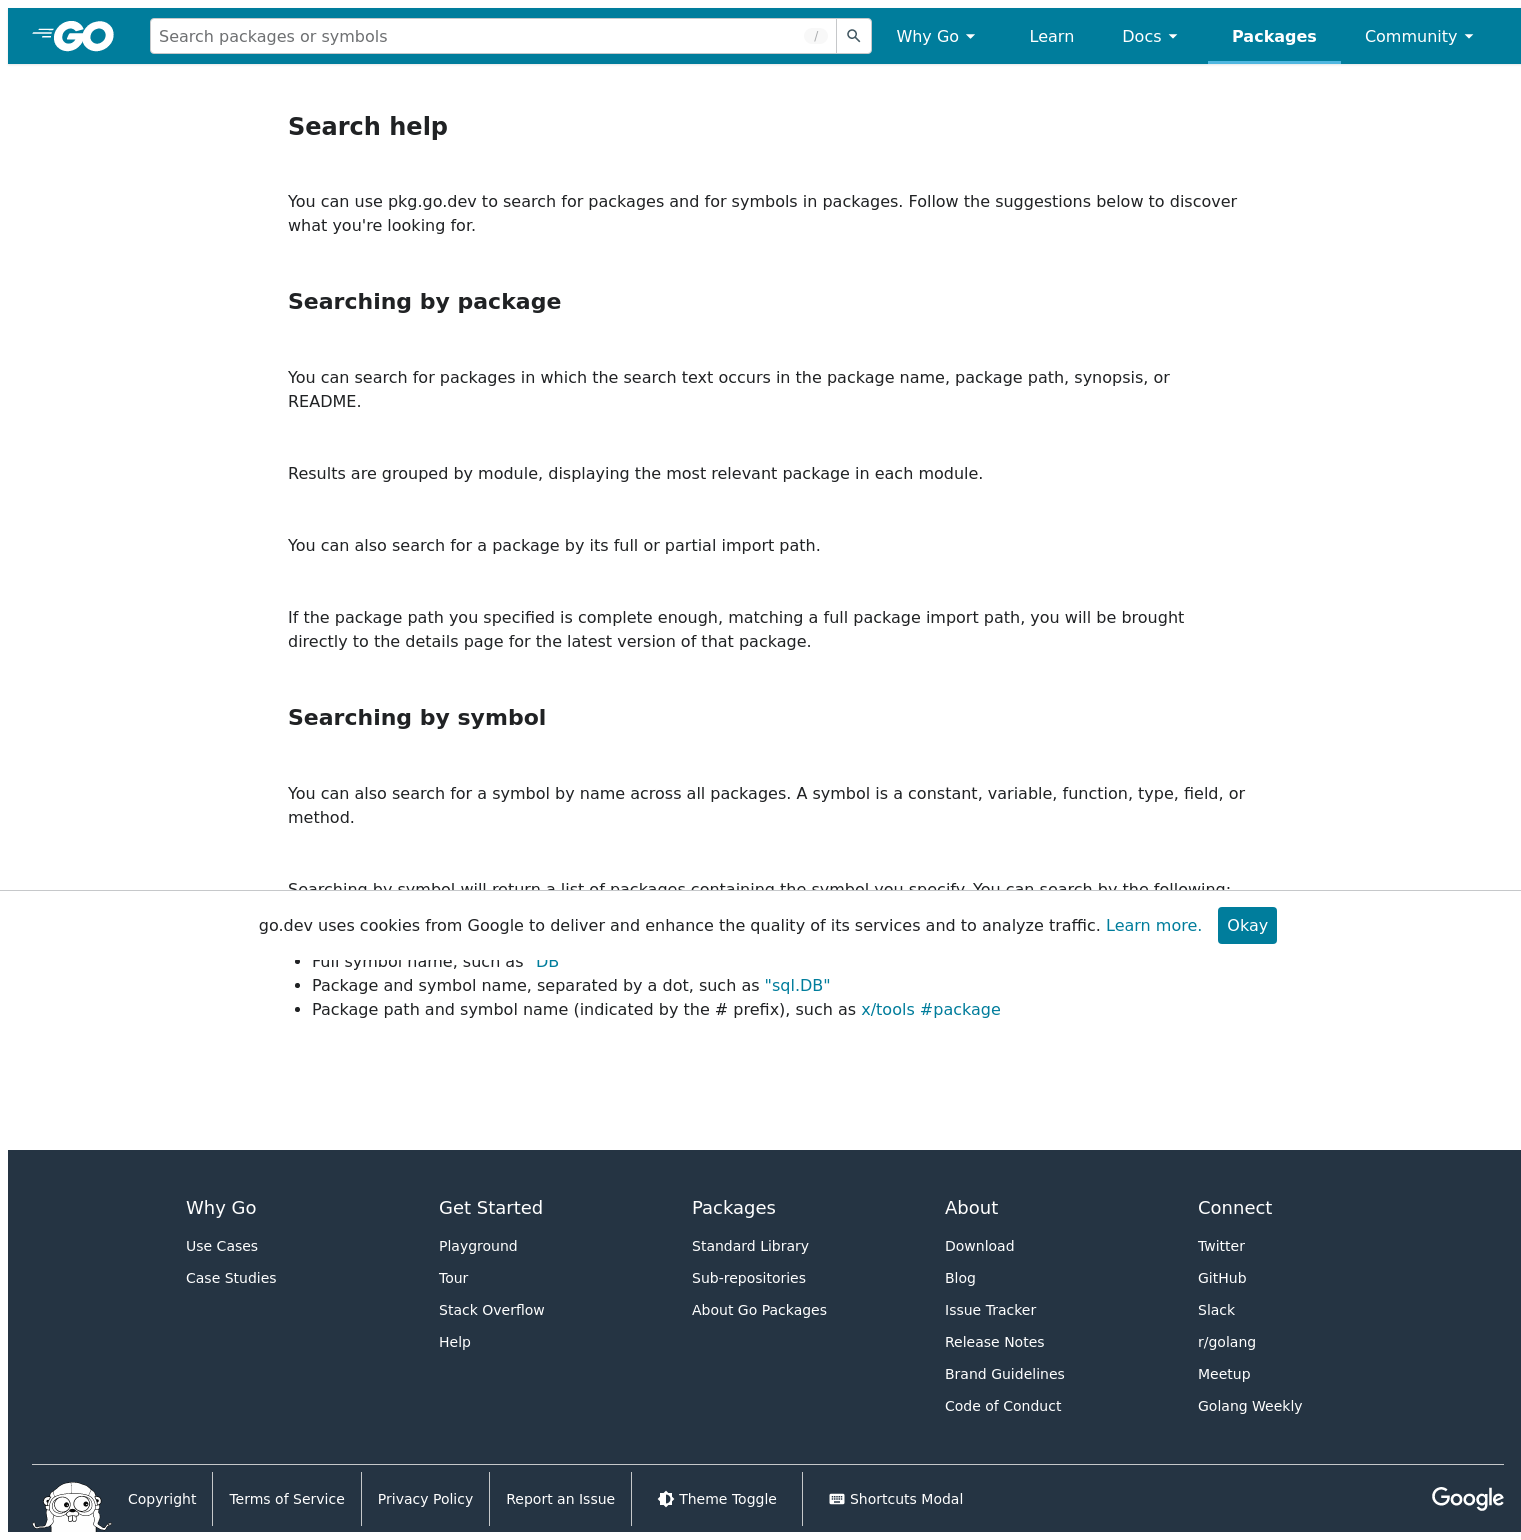 GO
Search packages or symbols
/
Why Go
Learn
Docs
Packages
Community
Search help
You can use pkg.go.dev to search for packages and for symbols in packages. Follow the suggestions below to discover
what you're looking for.
Searching by package
You can search for packages in which the search text occurs in the package name, package path, synopsis, or
README.
Results are grouped by module, displaying the most relevant package in each module.
You can also search for a package by its full or partial import path.
If the package path you specified is complete enough, matching a full package import path, you will be brought
directly to the details page for the latest version of that package.
Searching by symbol
You can also search for a symbol by name across all packages. A symbol is a constant, variable, function, type, field, or
method.
Searching by symbol will return a list of packages containing the symbol you specify. You can search by the following:
go.dev uses cookies from Google to deliver and enhance the quality of its services and to analyze traffic. Learn more.
Okay
• Full symbol name, such as "DB"
• Package and symbol name, separated by a dot, such as "sql.DB"
• Package path and symbol name (indicated by the # prefix), such as x/tools #package
Why Go
Use Cases
Case Studies
Get Started
Playground
Tour
Stack Overflow
Help
Packages
Standard Library
Sub-repositories
About Go Packages
About
Download
Blog
Issue Tracker
Release Notes
Brand Guidelines
Code of Conduct
Connect
Twitter
GitHub
Slack
r/golang
Meetup
Golang Weekly
Copyright
Terms of Service
Privacy Policy
Report an Issue
Theme Toggle
Shortcuts Modal
Google